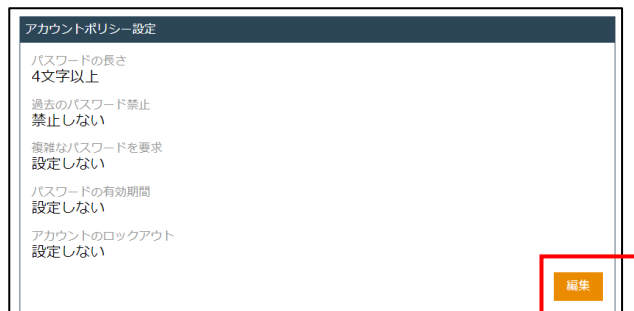 アカウントポリシー設定
パスワードの長さ
4文字以上
過去のパスワード禁止
禁止しない
複雑なパスワードを要求
設定しない
パスワードの有効期間
設定しない
アカウントのロックアウト
設定しない
編集